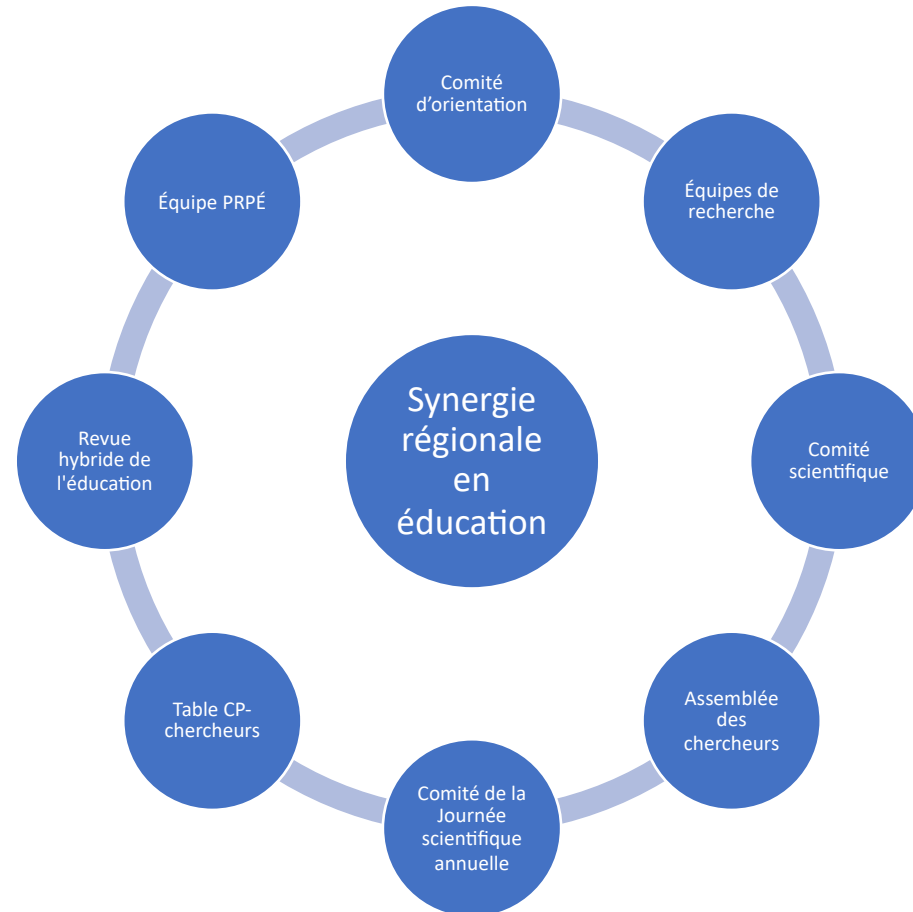 Comité
d'orientation
Équipes de
recherche
Comité
scientifique
Assemblée
des
chercheurs
Comité de la
Journée
scientifique
annuelle
Table CP-
chercheurs
Revue
hybride de
l'éducation
Équipe PRPÉ
Synergie
régionale
en
éducation